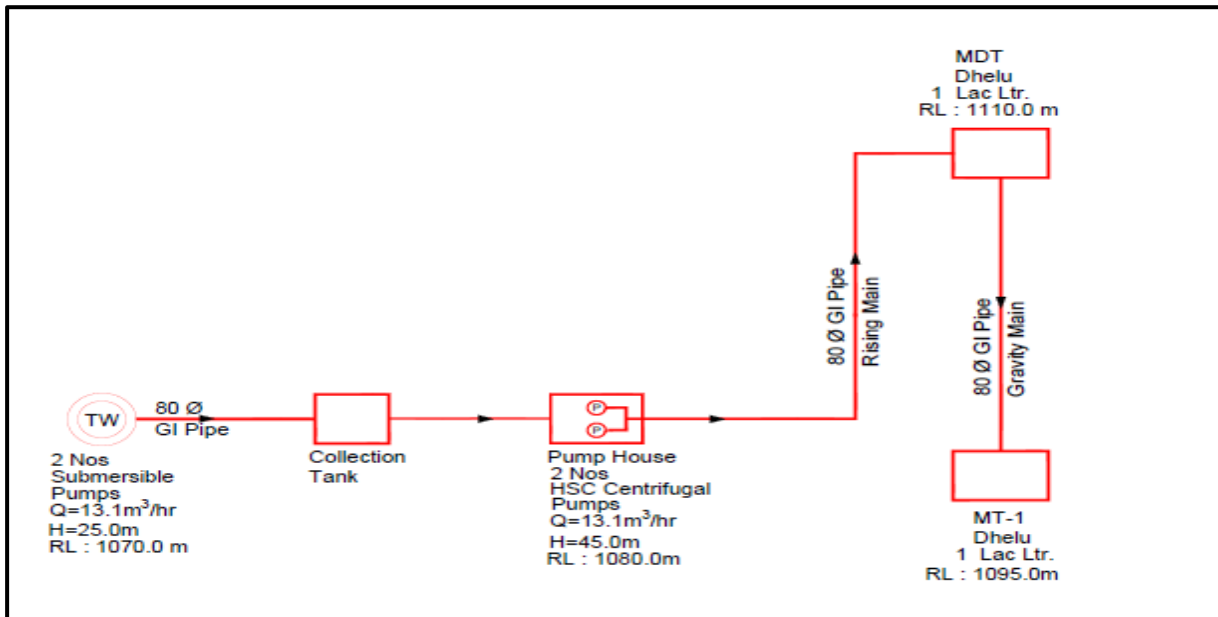 MDT
Dhelu
1 Lac Ltr.
RL : 1110.0 m
80 Ø GI Pipe
Rising Main
80 Ø GI Pipe
Gravity Main
TW
80 Ø
GI Pipe
2 Nos
Submersible
Pumps
Q=13.1m³/hr
H=25.0m
RL : 1070.0 m
Collection
Tank
P
P
Pump House
2 Nos
HSC Centrifugal
Pumps
Q=13.1m³/hr
H=45.0m
RL : 1080.0m
MT-1
Dhelu
1 Lac Ltr.
RL : 1095.0m